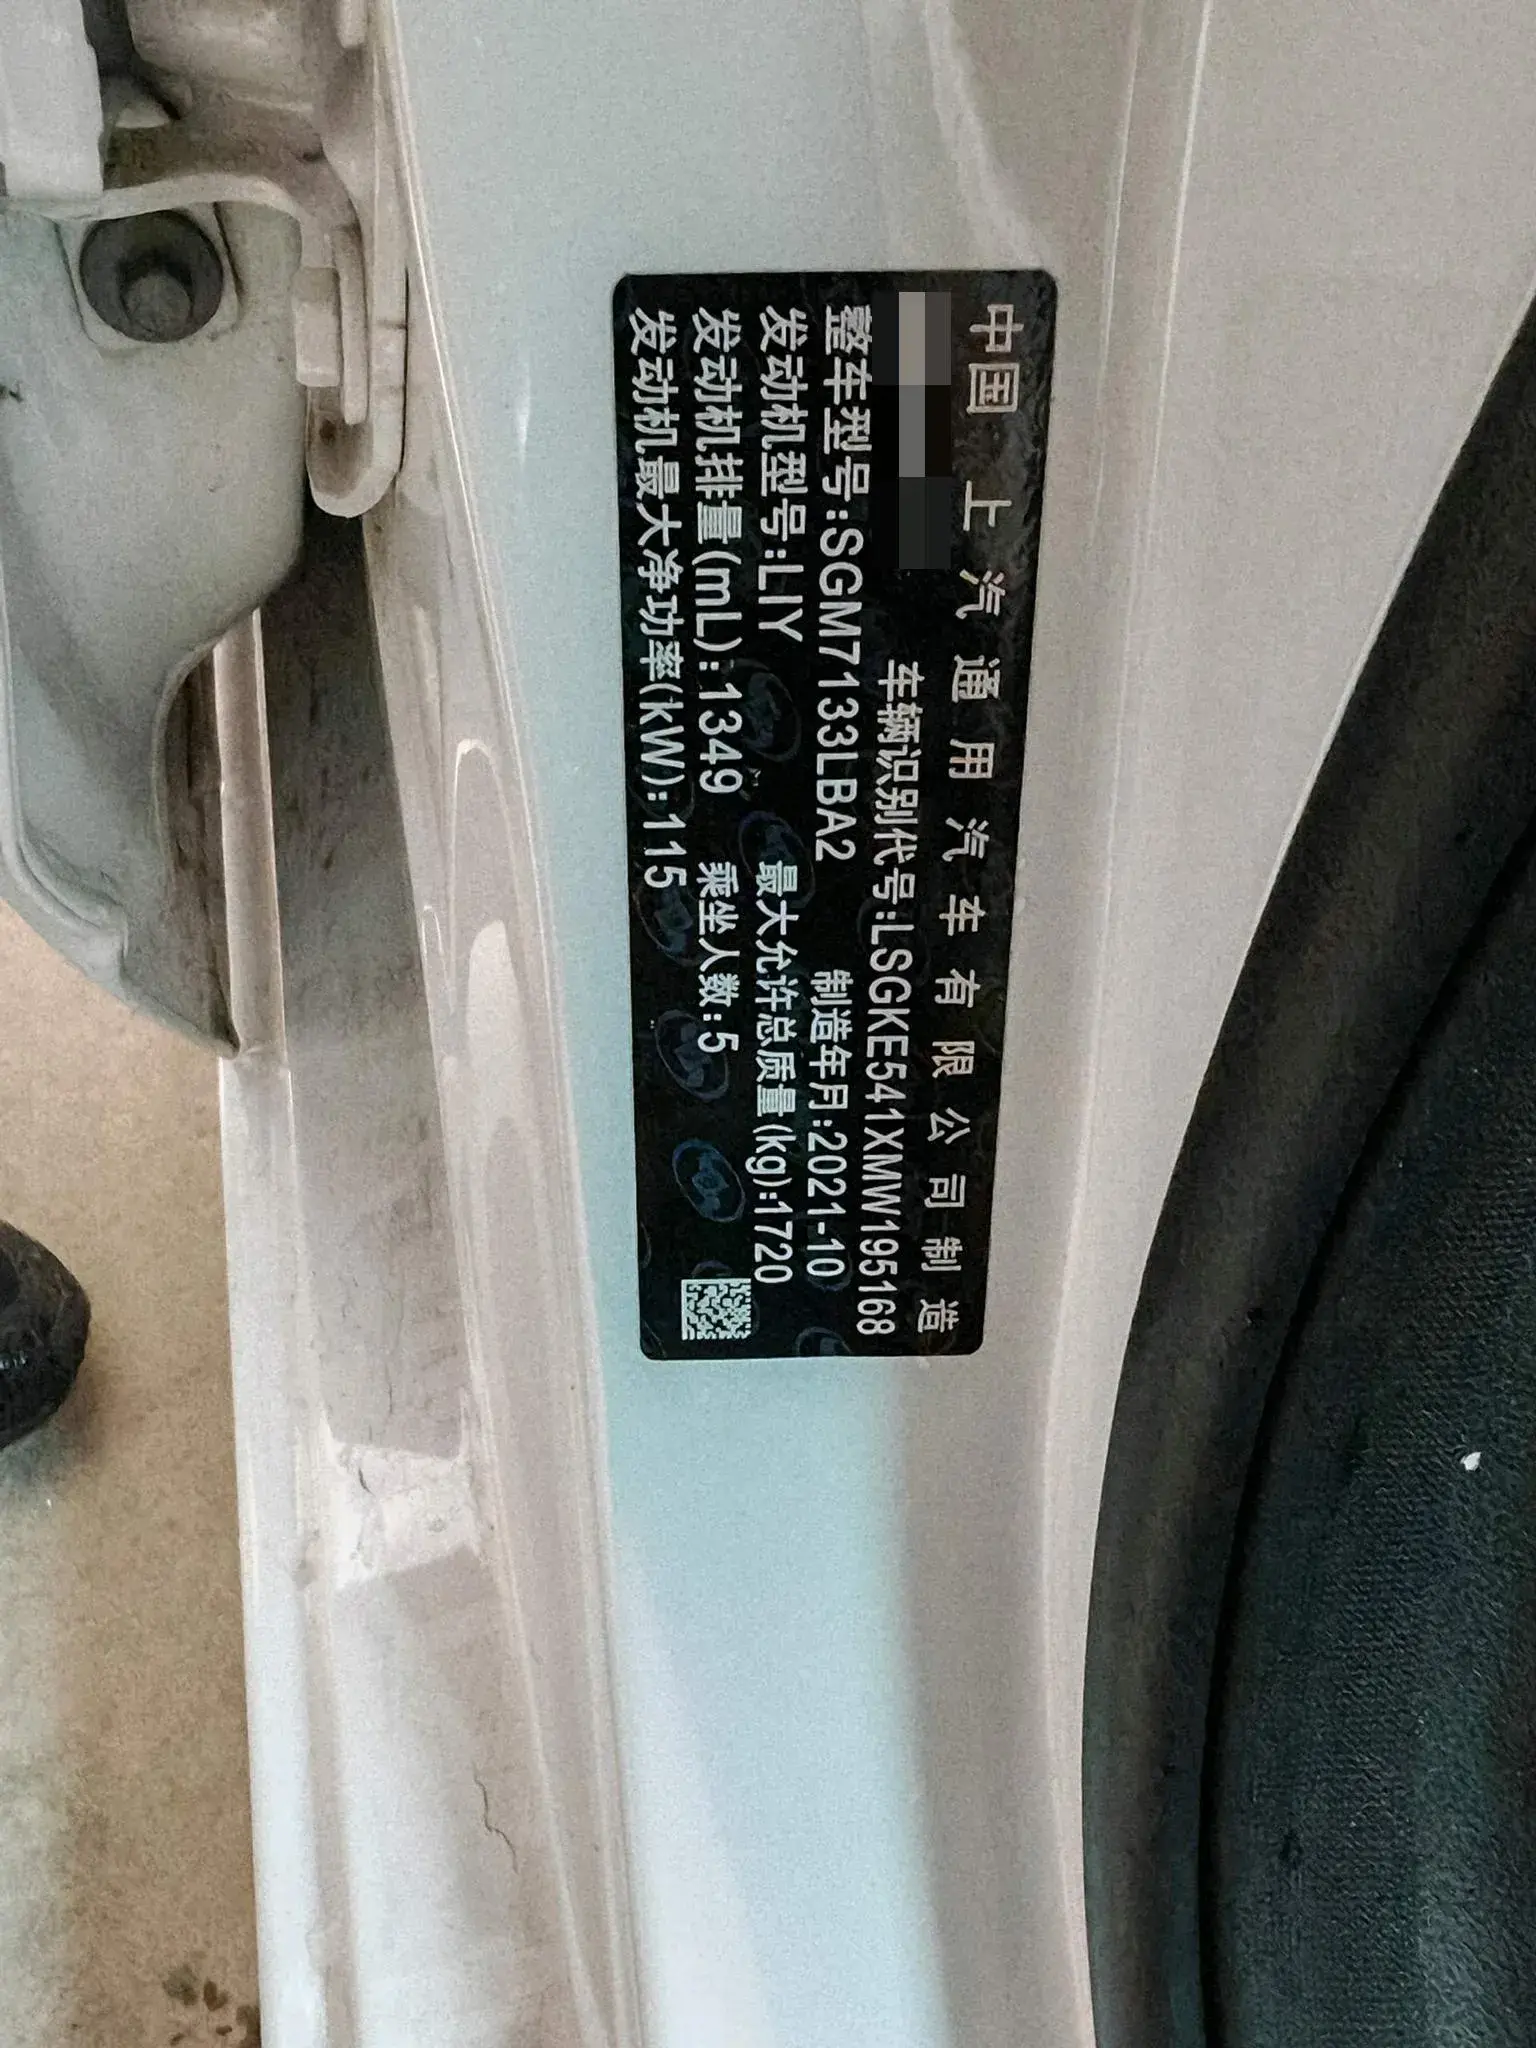 中国上汽通用汽车有限公司制造
车辆识别代号:LSGKE541XMW195168
整车型号:SGM7133LBA2 制造年月:2021-10
发动机型号:LIY 最大允许总质量(kg):1720
发动机排量(mL):1349 乘坐人数:5
发动机最大净功率(kW):115